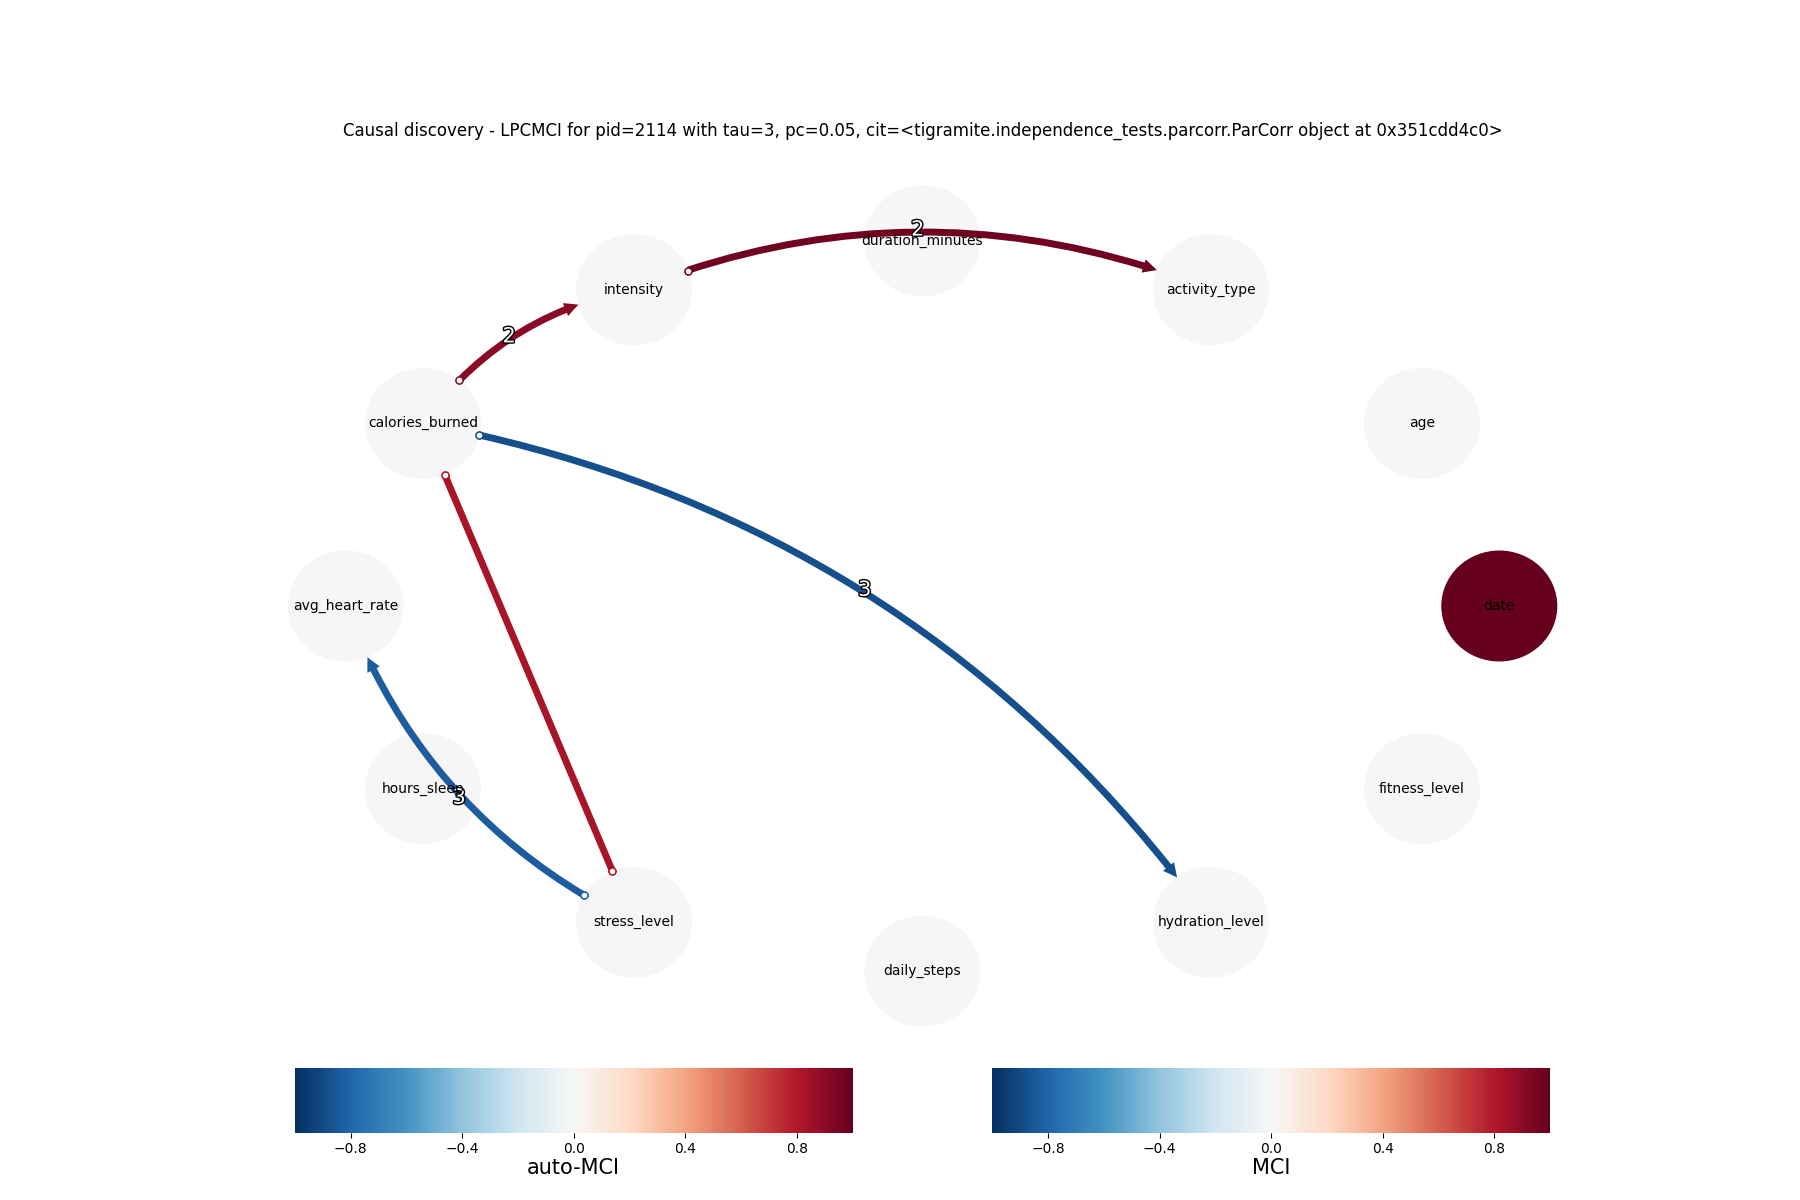 Causal discovery - LPCMCI for pid=2114 with tau=3, pc=0.05, cit=<tigramite.independence_tests.parcorr.ParCorr object at 0x351cdd4c0>
2
duration_minutes
intensity
activity_type
2
calories_burned
age
3
avg_heart_rate
date
hours_sleep
3
fitness_level
stress_level
hydration_level
daily_steps
−0.8 −0.4 0.0 0.4 0.8
auto-MCI
−0.8 −0.4 0.0 0.4 0.8
MCI